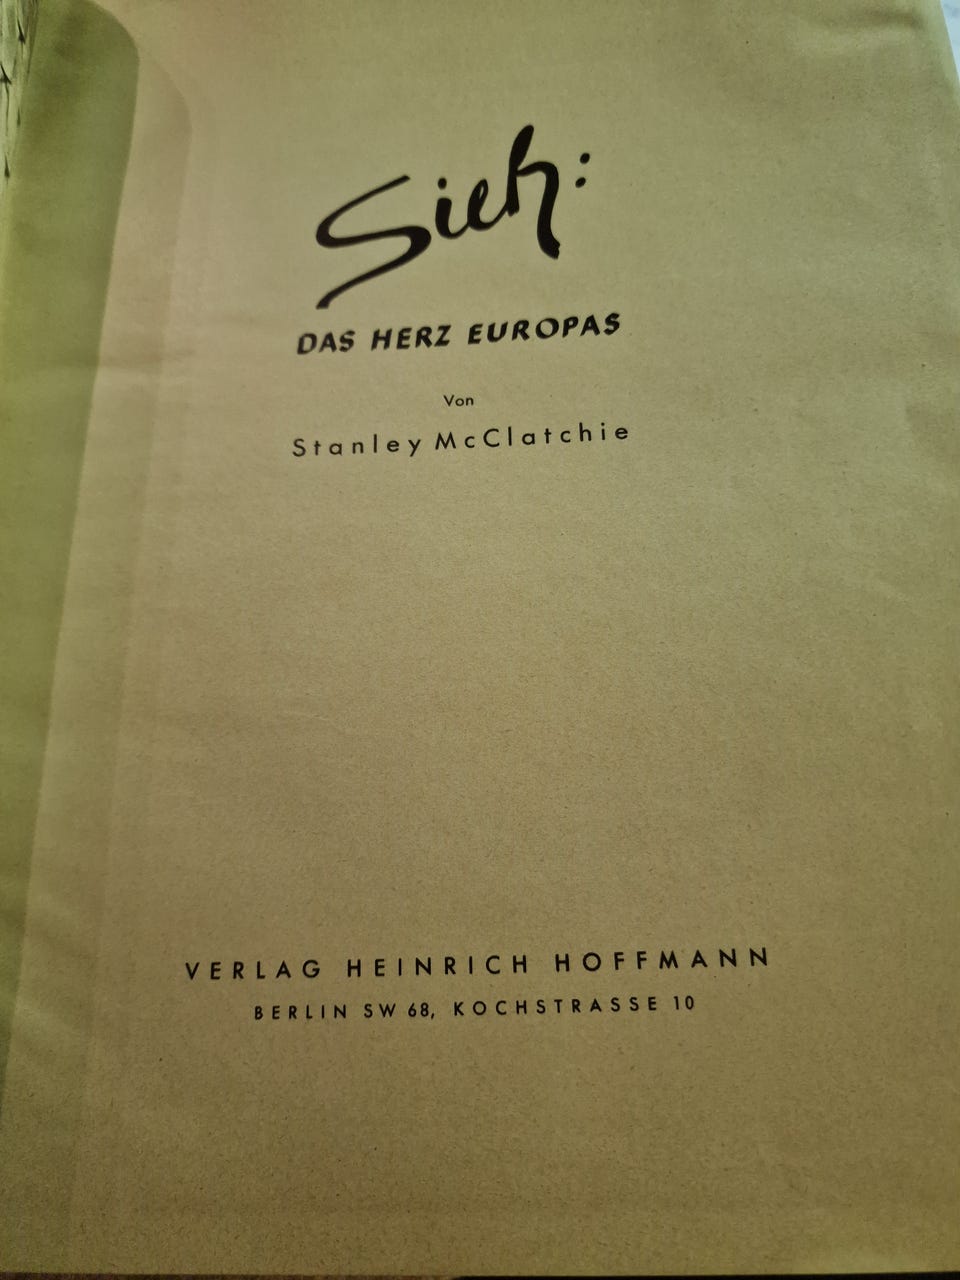 Sieh:
DAS HERZ EUROPAS
Von
Stanley McClatchie
VERLAG HEINRICH HOFFMANN
BERLIN SW 68, KOCHSTRASSE 10